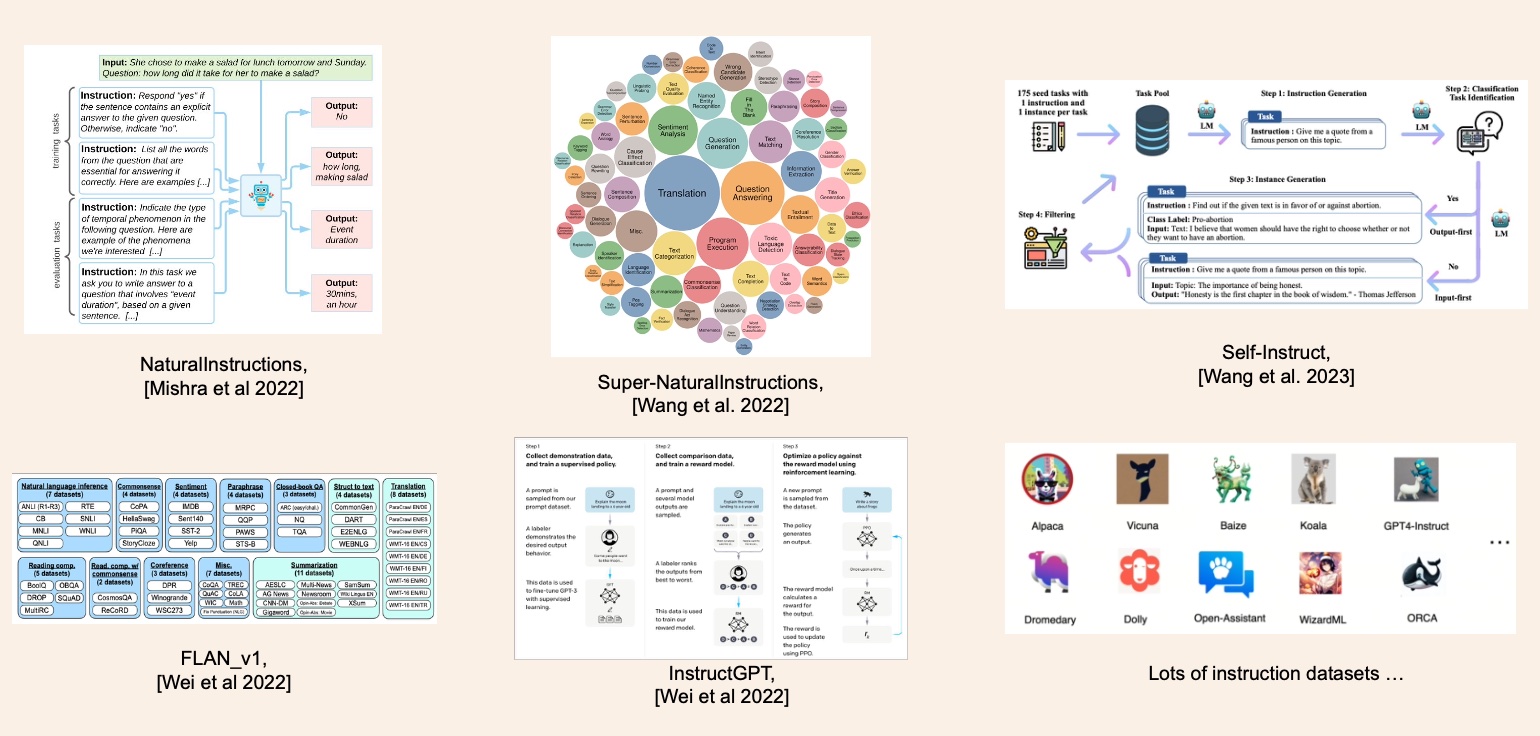 Input: She chose to make a salad for lunch tomorrow and Sunday.
Question: how long did it take for her to make a salad?
training tasks
Instruction: Respond "yes" if
the sentence contains an explicit
answer to the given question.
Otherwise, indicate "no".
Instruction: List all the words
from the question that are
essential for answering it
correctly. Here are examples [...]
evaluation tasks
Instruction: Indicate the type
of temporal phenomenon in the
following question. Here are
example of the phenomena
we're interested [...]
Instruction: In this task we
ask you to write answer to a
question that involves "event
duration", based on a given
sentence. [...]
Output:
No
Output:
how long,
making salad
Output:
Event
duration
Output:
30mins,
an hour
NaturalInstructions,
[Mishra et al 2022]
Wrong
Candidate
Generation
Text
Quality
Evaluation
Linguistic
Probing
Named
Entity
Recognition
Fill
in
The
Blank
Paraphrasing
Sentence
Perturbation
Sentiment
Analysis
Question
Generation
Text
Matching
Coreference
Resolution
Word
Analogy
Cause
Effect
Classification
Gender
Classification
Question
Rewriting
Information
Extraction
Translation
Question
Answering
Sentence
Composition
Title
Generation
Dialogue
Generation
Misc.
Textual
Entailment
Data
to
Text
Program
Execution
Toxic
Language
Detection
Answerability
Classification
Text
Categorization
Speaker
Identification
Language
Identification
Text
Completion
Text
to
Code
Word
Semantics
Summarization
Commonsense
Classification
Pos
Tagging
Question
Understanding
Dialogue
Act
Recognition
Mathematics
Word
Relation
Classification
Super-NaturalInstructions,
[Wang et al. 2022]
175 seed tasks with
1 instruction and
1 instance per task
Task Pool
Step 1: Instruction Generation
Step 2: Classification
Task Identification
LM
Task
Instruction : Give me a quote from a
famous person on this topic.
LM
Step 3: Instance Generation
Task
Instruction : Find out if the given text is in favor of or against abortion.
Class Label: Pro-abortion
Input: Text: I believe that women should have the right to choose whether or not
they want to have an abortion.
Yes
Output-first
LM
Step 4: Filtering
Task
Instruction : Give me a quote from a famous person on this topic.
Input: Topic: The importance of being honest.
Output: "Honesty is the first chapter in the book of wisdom." - Thomas Jefferson
No
Input-first
Self-Instruct,
[Wang et al. 2023]
Natural language inference
(7 datasets)
ANLI (R1-R3) RTE
CB SNLI
MNLI WNLI
QNLI
Commonsense
(4 datasets)
CoPA
HellaSwag
PiQA
StoryCloze
Sentiment
(4 datasets)
IMDB
Sent140
SST-2
Yelp
Paraphrase
(4 datasets)
MRPC
QQP
PAWS
STS-B
Closed-book QA
(3 datasets)
ARC (easy/chal.)
NQ
TQA
Struct to text
(4 datasets)
CommonGen
DART
E2ENLG
WEBNLG
Translation
(8 datasets)
ParaCrawl EN/DE
ParaCrawl EN/ES
ParaCrawl EN/FR
WMT-16 EN/CS
WMT-16 EN/DE
WMT-16 EN/FI
WMT-16 EN/RO
WMT-16 EN/RU
WMT-16 EN/TR
Reading comp.
(5 datasets)
BoolQ OBQA
DROP SQuAD
MultiRC
Read. comp. w/
commonsense
(2 datasets)
CosmosQA
ReCoRD
Coreference
(3 datasets)
DPR
Winogrande
WSC273
Misc.
(7 datasets)
CoQA TREC
QuAC CoLA
WIC Math
Fix Punctuation (NLG)
Summarization
(11 datasets)
AESLC Multi-News SamSum
AG News Newsroom Wiki Lingua EN
CNN-DM Opin-Abs: iDebate XSum
Gigaword Opin-Abs: Movie
FLAN_v1,
[Wei et al 2022]
Step 1
Collect demonstration data,
and train a supervised policy.
A prompt is
sampled from our
prompt dataset.
Explain the moon
landing to a 6 year old
A labeler
demonstrates the
desired output
behavior.
This data is used
to fine-tune GPT-3
with supervised
learning.
Step 2
Collect comparison data,
and train a reward model.
A prompt and
several model
outputs are
sampled.
Explain the moon
landing to a 6 year old
A labeler ranks
the outputs from
best to worst.
This data is used
to train our
reward model.
Step 3
Optimize a policy against
the reward model using
reinforcement learning.
A new prompt
is sampled from
the dataset.
Write a story
about frogs
The policy
generates
an output.
PPO
Once upon a time...
The reward model
calculates a
reward for
the output.
RM
The reward is
used to update
the policy
using PPO.
InstructGPT,
[Wei et al 2022]
Alpaca
Vicuna
Baize
Koala
GPT4-Instruct
...
Dromedary
Dolly
Open-Assistant
WizardML
ORCA
Lots of instruction datasets …